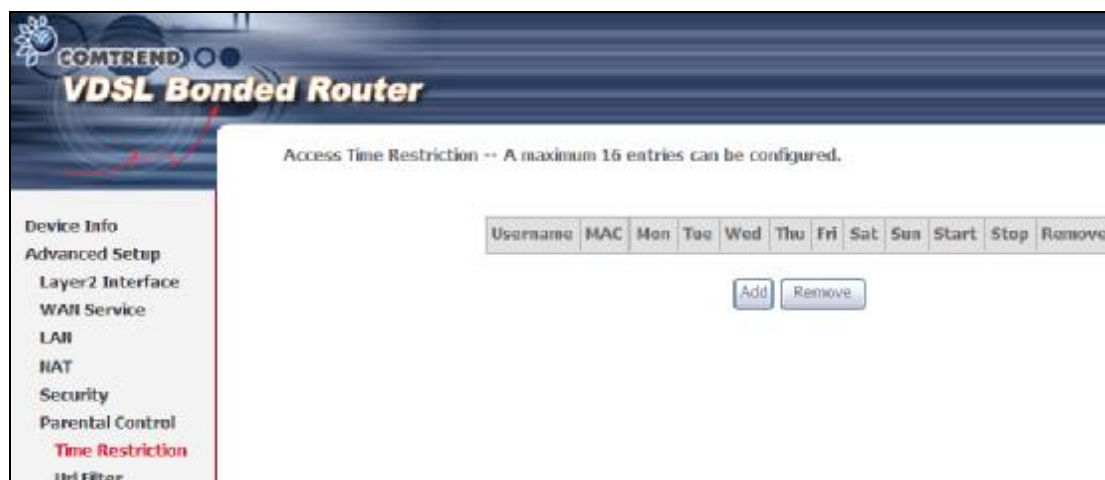 COMTREND
VDSL Bonded Router
Access Time Restriction -- A maximum 16 entries can be configured.
Username MAC Mon Tue Wed Thu Fri Sat Sun Start Stop Remove
Add Remove
Device Info
Advanced Setup
Layer2 Interface
WAN Service
LAN
NAT
Security
Parental Control
Time Restriction
Url Filter